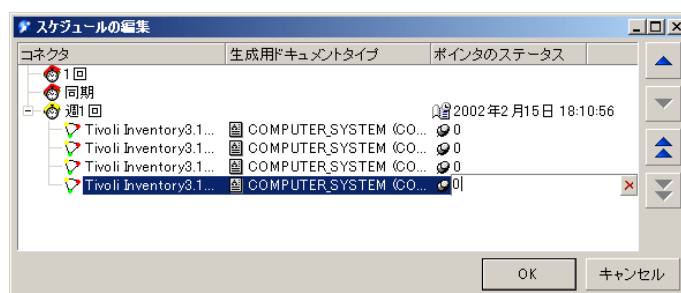 スケジュールの編集
コネクタ 生成用ドキュメントタイプ ポインタのステータス
1回
同期
週1回 2002年2月15日 18:10:56
Tivoli Inventory3.1... COMPUTER_SYSTEM (CO... 0
Tivoli Inventory3.1... COMPUTER_SYSTEM (CO... 0
Tivoli Inventory3.1... COMPUTER_SYSTEM (CO... 0
Tivoli Inventory3.1... COMPUTER_SYSTEM (CO... 0
OK キャンセル